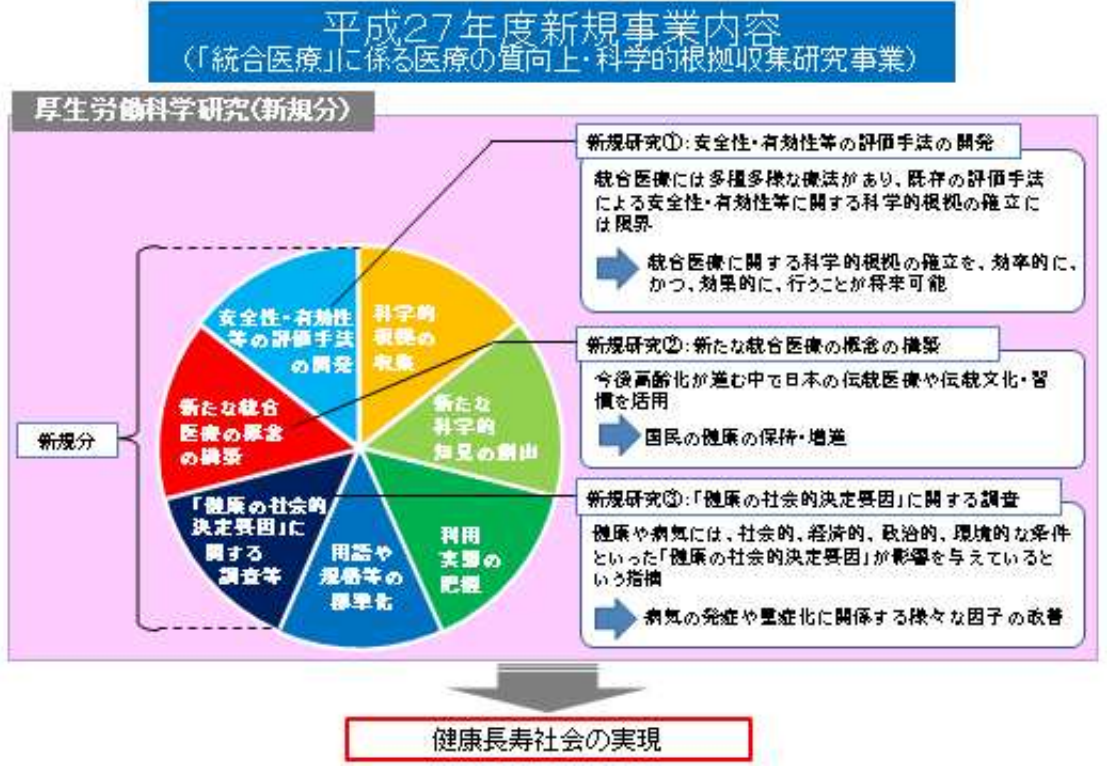 平成27年度新規事業内容
(「統合医療」に係る医療の質向上・科学的根拠収集研究事業)
厚生労働科学研究(新規分)
新規研究①:安全性・有効性等の評価手法の開発
統合医療には多種多様な療法があり、既存の評価手法
による安全性・有効性等に関する科学的根拠の確立に
は限界
統合医療に関する科学的根拠の確立を、効率的に、
かつ、効果的に、行うことが将来可能
新規研究②:新たな統合医療の概念の構築
今後高齢化が進む中で日本の伝統医療や伝統文化・習
慣を活用
国民の健康の保持・増進
新規研究③:「健康の社会的決定要因」に関する調査
健康や病気には、社会的、経済的、政治的、環境的な条件
といった「健康の社会的決定要因」が影響を与えていると
いう指摘
病気の発症や重症化に関係する様々な因子の改善
新規分
安全性・有効性
等の評価手法
の開発
科学的
根拠の
収集
新たな
科学的
知見の創出
利用
実態の
把握
用語や
規格等の
標準化
「健康の社会的
決定要因」に
関する
調査等
新たな統合
医療の概念
の構築
健康長寿社会の実現